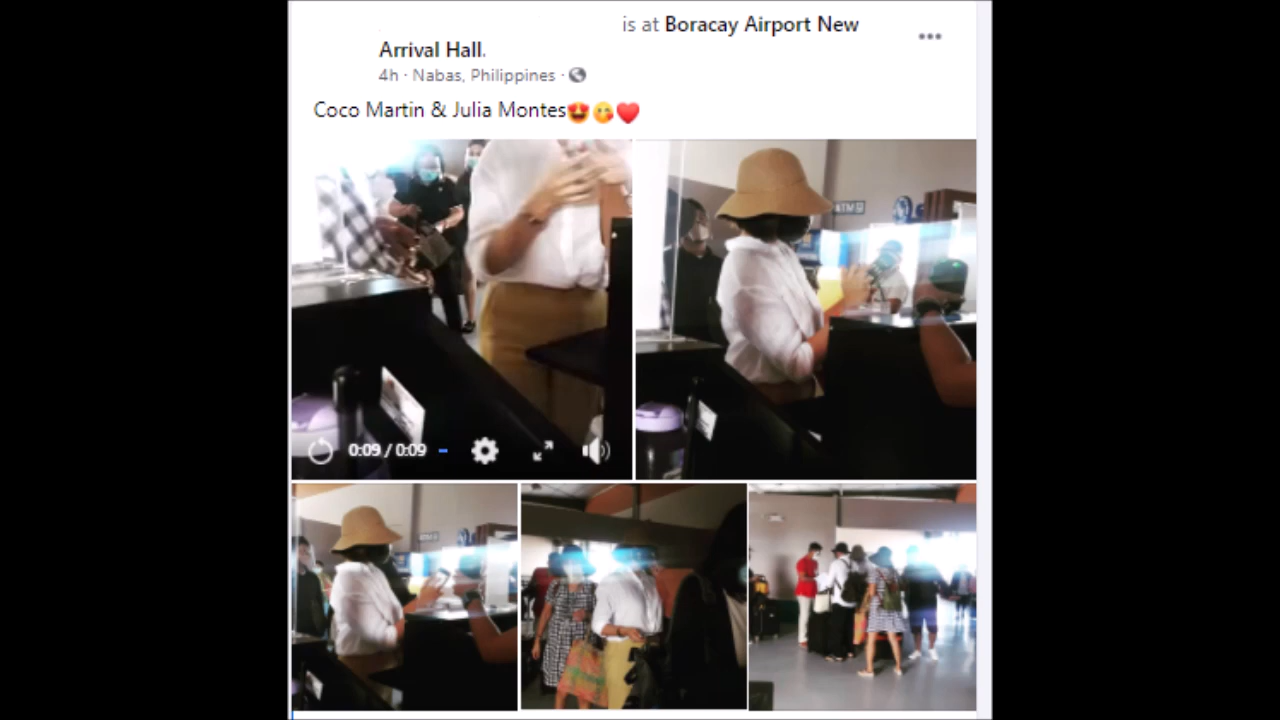 is at Boracay Airport New
Arrival Hall.
4h · Nabas, Philippines ·
Coco Martin & Julia Montes😍😘❤️
ATM
0:09 / 0:09